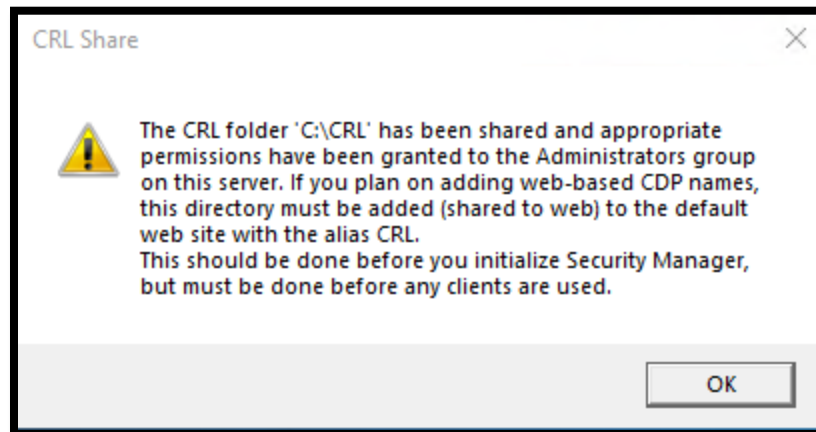 CRL Share
The CRL folder 'C:\CRL' has been shared and appropriate
permissions have been granted to the Administrators group
on this server. If you plan on adding web-based CDP names,
this directory must be added (shared to web) to the default
web site with the alias CRL.
This should be done before you initialize Security Manager,
but must be done before any clients are used.
OK